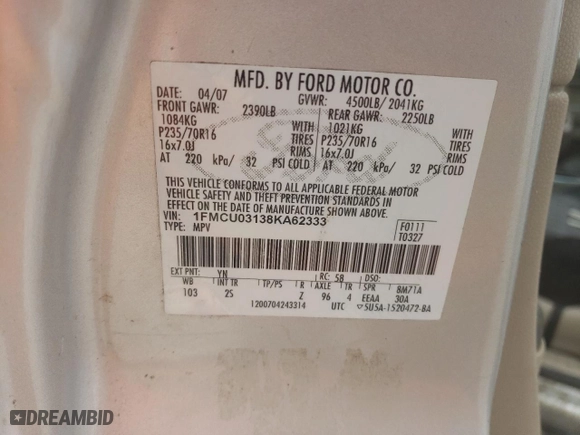 MFD. BY FORD MOTOR CO.
DATE: 04/07 GVWR: 4500LB/ 2041KG
FRONT GAWR: 2390LB REAR GAWR: 2250LB
1084KG WITH 1021KG WITH
P235/70R16 TIRES P235/70R16 TIRES
16x7.0J RIMS 16x7.0J RIMS
AT 220 kPa/ 32 PSI COLD AT 220 kPa/ 32 PSI COLD
THIS VEHICLE CONFORMS TO ALL APPLICABLE FEDERAL MOTOR
VEHICLE SAFETY AND THEFT PREVENTION STANDARDS IN EFFECT ON THE
DATE OF MANUFACTURE SHOWN ABOVE.
VIN: 1FMCU03138KA62333 F0111
TYPE: MPV T0327
EXT PNT: YN RC: 58 DSO:
WB INT TR TP/PS R AXLE TR SPR 8M71A
103 2S Z 96 4 EEAA 30A
1200704243314 UTC 5U5A-1520472-BA
DREAMBID